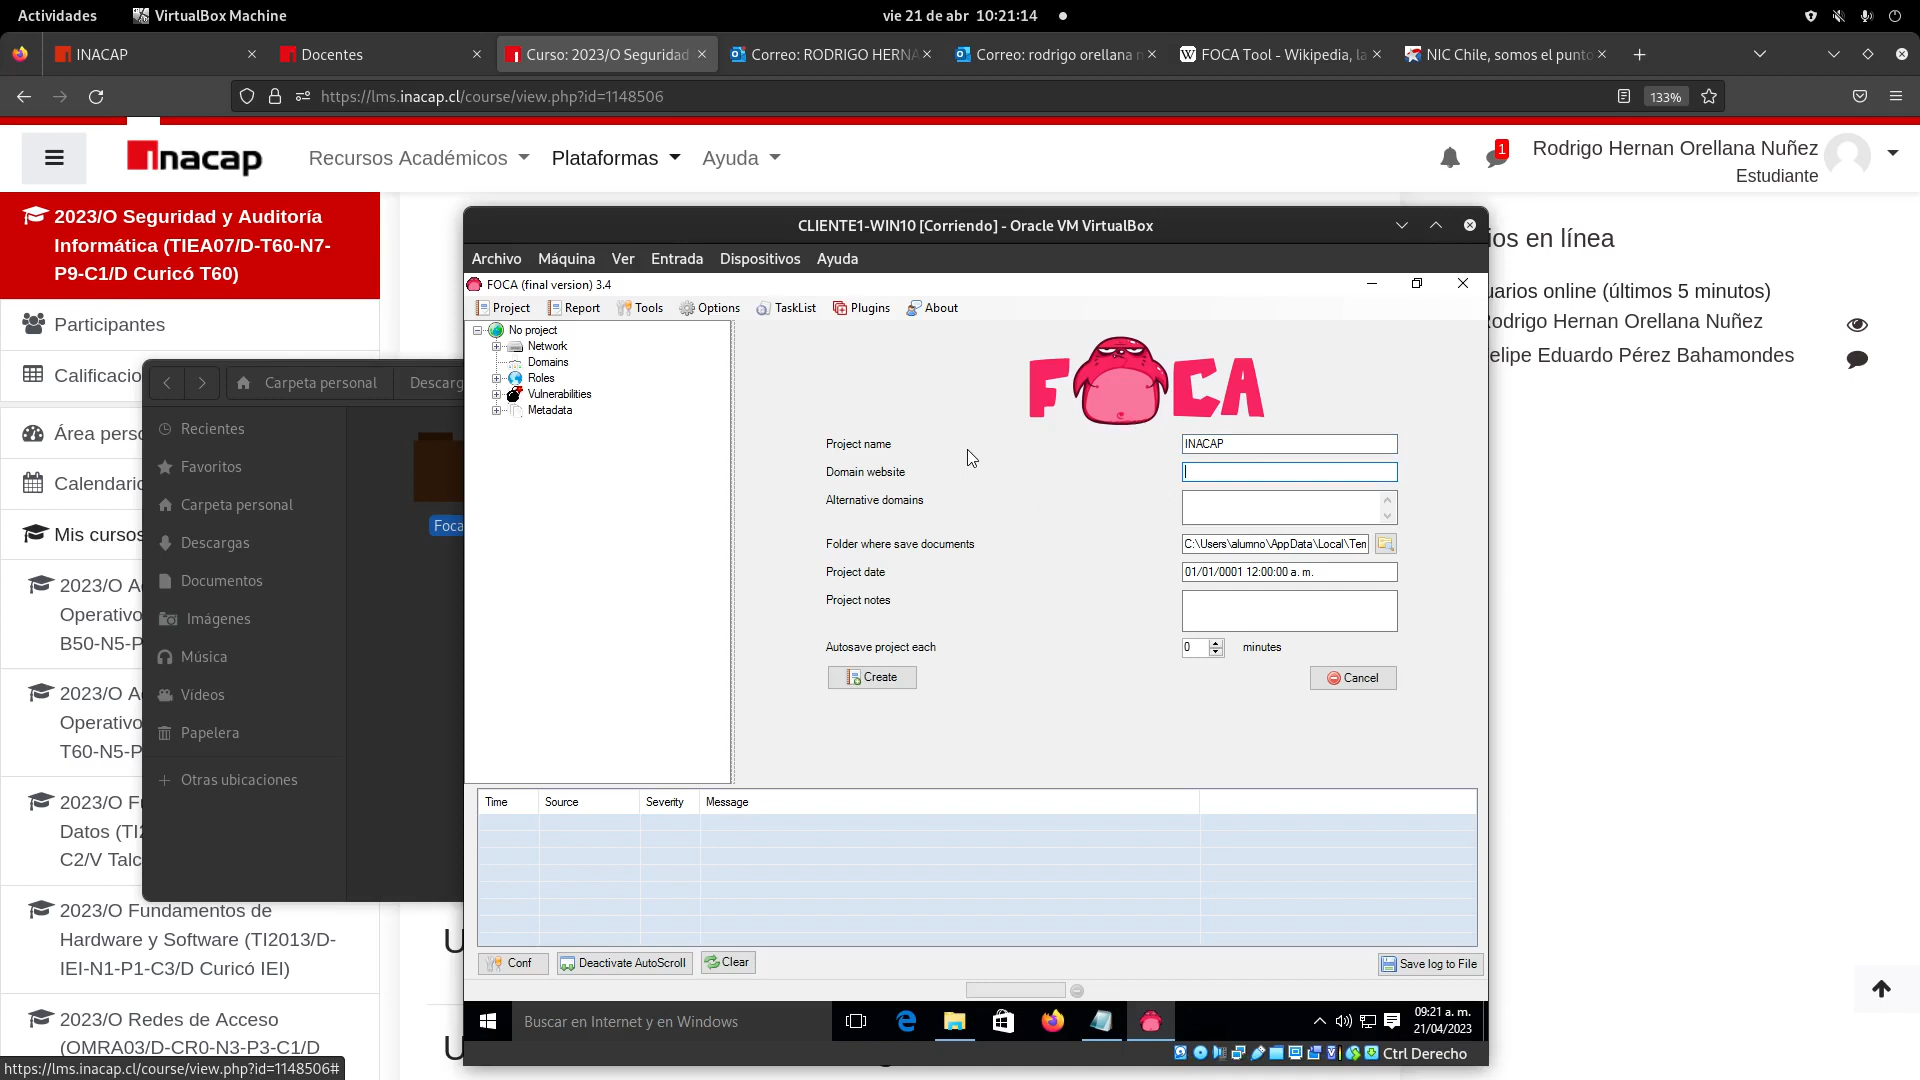 Actividades
VirtualBox Machine
vie 21 de abr  10:21:14
INACAP
Docentes
Curso: 2023/O Seguridad
Correo: RODRIGO HERNA
Correo: rodrigo orellana n
FOCA Tool - Wikipedia, la
NIC Chile, somos el punto
https://lms.inacap.cl/course/view.php?id=1148506
133%
inacap
Recursos Académicos
Plataformas
Ayuda
1
Rodrigo Hernan Orellana Nuñez
Estudiante
2023/O Seguridad y Auditoría
Informática (TIEA07/D-T60-N7-
P9-C1/D Curicó T60)
Participantes
Calificacio
Área perso
Calendario
Mis cursos
2023/O A
Operativo
B50-N5-P
2023/O A
Operativo
T60-N5-P
2023/O F
Datos (TI2
C2/V Talc
2023/O Fundamentos de
Hardware y Software (TI2013/D-
IEI-N1-P1-C3/D Curicó IEI)
2023/O Redes de Acceso
(OMRA03/D-CR0-N3-P3-C1/D
https://lms.inacap.cl/course/view.php?id=1148506#
Carpeta personal
Descarg
Recientes
Favoritos
Carpeta personal
Descargas
Documentos
Imágenes
Música
Vídeos
Papelera
Otras ubicaciones
Foca
CLIENTE1-WIN10 [Corriendo] - Oracle VM VirtualBox
Archivo
Máquina
Ver
Entrada
Dispositivos
Ayuda
FOCA (final version) 3.4
Project
Report
Tools
Options
TaskList
Plugins
About
No project
Network
Domains
Roles
Vulnerabilities
Metadata
FOCA
Project name
INACAP
Domain website
Alternative domains
Folder where save documents
C:\Users\alumno\AppData\Local\Ten
Project date
01/01/0001 12:00:00 a. m.
Project notes
Autosave project each
0
minutes
Create
Cancel
Time
Source
Severity
Message
Conf
Deactivate AutoScroll
Clear
Save log to File
Buscar en Internet y en Windows
09:21 a. m.
21/04/2023
Ctrl Derecho
ios en línea
uarios online (últimos 5 minutos)
Rodrigo Hernan Orellana Nuñez
elipe Eduardo Pérez Bahamondes
U
U